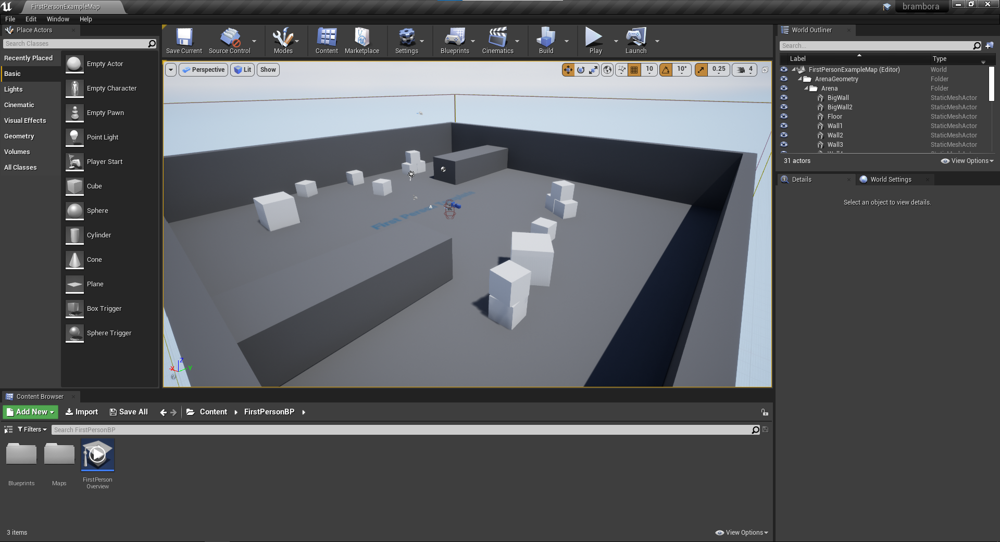 FirstPersonExampleMap
brambora
File Edit Window Help
Place Actors
Search Classes
Recently Placed
Basic
Lights
Cinematic
Visual Effects
Geometry
Volumes
All Classes
Empty Actor
Empty Character
Empty Pawn
Point Light
Player Start
Cube
Sphere
Cylinder
Cone
Plane
Box Trigger
Sphere Trigger
Save Current Source Control Modes Content Marketplace Settings Blueprints Cinematics Build Play Launch
Perspective Lit Show
10 10° 0.25 4
First Person Template
Z
X Y
World Outliner
Search...
Label Type
FirstPersonExampleMap (Editor) World
ArenaGeometry Folder
Arena Folder
BigWall StaticMeshActor
BigWall2 StaticMeshActor
Floor StaticMeshActor
Wall1 StaticMeshActor
Wall2 StaticMeshActor
Wall3 StaticMeshActor
31 actors View Options
Details World Settings
Select an object to view details.
Content Browser
Add New Import Save All Content FirstPersonBP
Filters Search FirstPersonBP
Blueprints Maps FirstPerson
Overview
3 items View Options